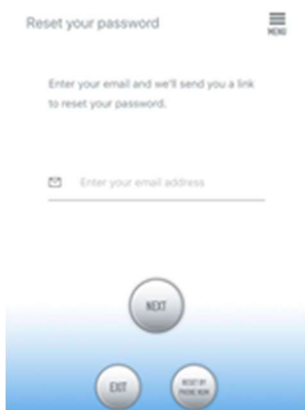 Reset your password
MENU
Enter your email and we'll send you a link
to reset your password.
Enter your email address
NEXT
EXIT
RESET BY
PHONE NUM